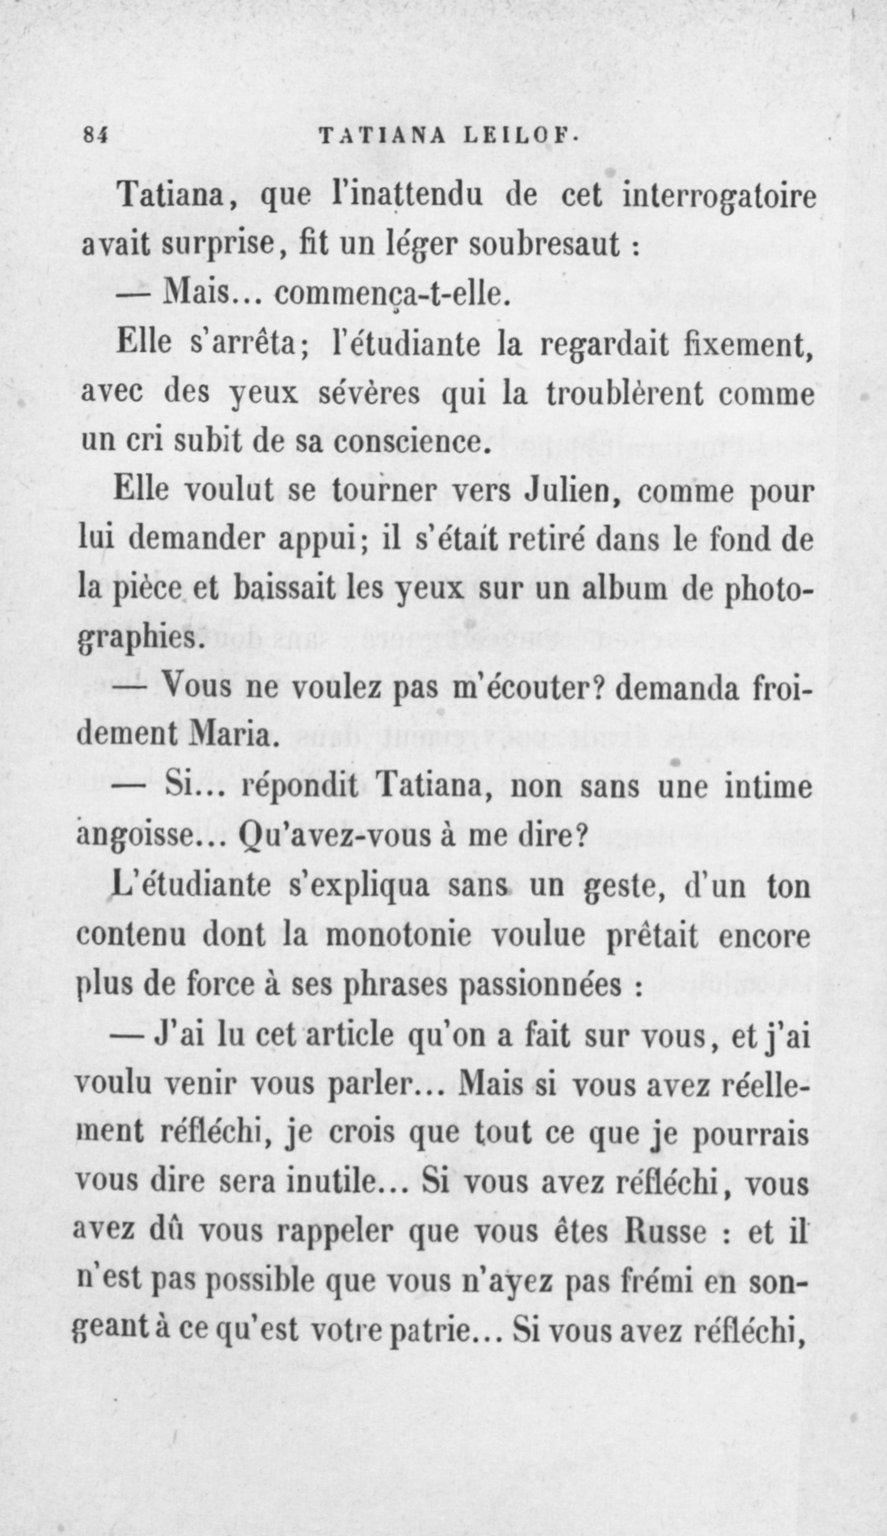 84 TATIANA LEILOF.
Tatiana, que l'inattendu de cet interrogatoire
avait surprise, fit un léger soubresaut :
— Mais... commença-t-elle.
Elle s'arrêta; l'étudiante la regardait fixement,
avec des yeux sévères qui la troublèrent comme
un cri subit de sa conscience.
Elle voulut se tourner vers Julien, comme pour
lui demander appui; il s'était retiré dans le fond de
la pièce et baissait les yeux sur un album de photo-
graphies.
— Vous ne voulez pas m'écouter? demanda froi-
dement Maria.
— Si... répondit Tatiana, non sans une intime
angoisse... Qu'avez-vous à me dire?
L'étudiante s'expliqua sans un geste, d'un ton
contenu dont la monotonie voulue prêtait encore
plus de force à ses phrases passionnées :
— J'ai lu cet article qu'on a fait sur vous, et j'ai
voulu venir vous parler... Mais si vous avez réelle-
ment réfléchi, je crois que tout ce que je pourrais
vous dire sera inutile... Si vous avez réfléchi, vous
avez dû vous rappeler que vous êtes Russe : et il
n'est pas possible que vous n'ayez pas frémi en son-
geant à ce qu'est votre patrie... Si vous avez réfléchi,